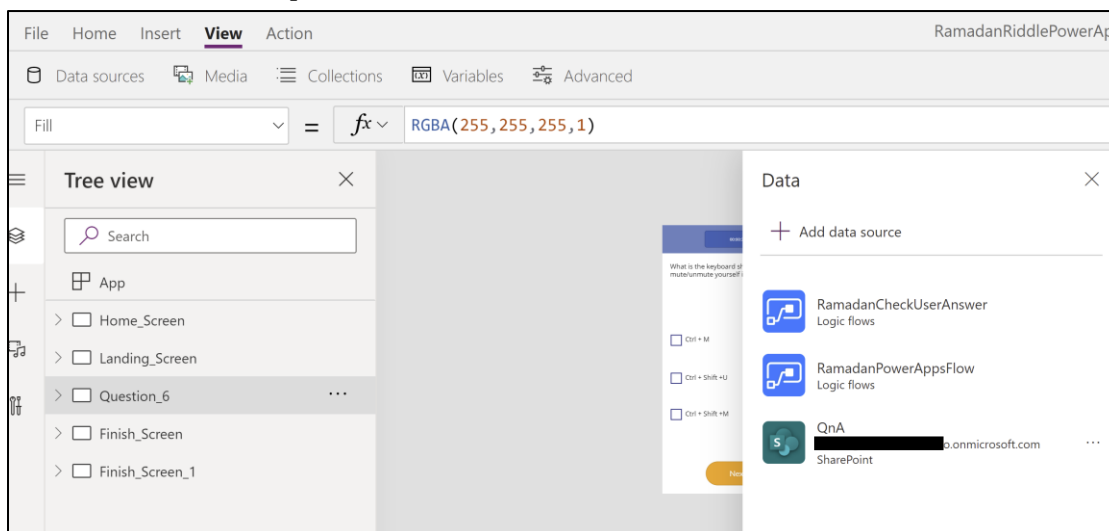 File Home Insert View Action RamadanRiddlePowerAp
Data sources Media Collections Variables Advanced
Fill = fx RGBA(255,255,255,1)
Tree view
Search
App
Home_Screen
Landing_Screen
Question_6 ...
Finish_Screen
Finish_Screen_1
What is the keyboard
mute/unmute yourself
Ctrl + M
Ctrl + Shift +U
Ctrl + Shift +M
Data
Add data source
RamadanCheckUserAnswer
Logic flows
RamadanPowerAppsFlow
Logic flows
QnA
o.onmicrosoft.com ...
SharePoint